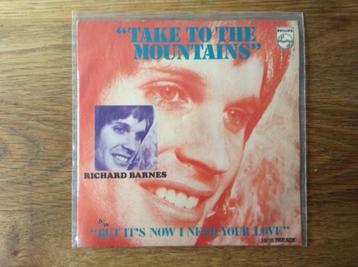 "TAKE TO THE
MOUNTAINS"
PHILIPS
RICHARD BARNES
b/w
"BUT IT'S NOW I NEED YOUR LOVE"